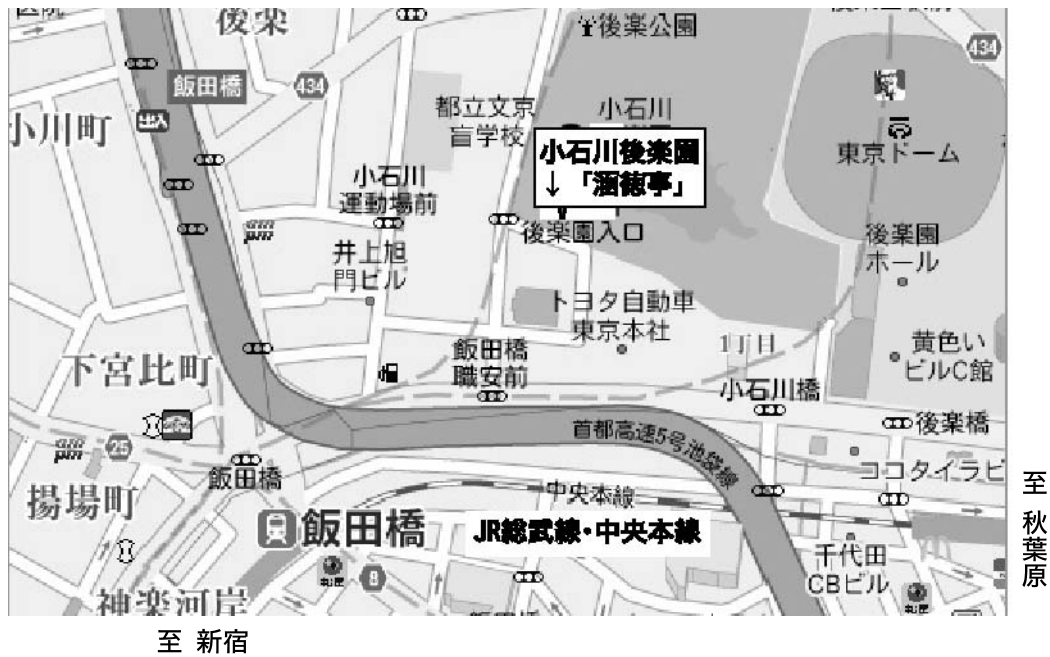 後楽
後楽公園
434
434
飯田橋
都立文京
盲学校
小石川
小川町
出入
小石川後楽園
↓「涵徳亭」
東京ドーム
小石川
運動場前
後楽園入口
後楽園
ホール
井上旭
門ビル
トヨタ自動車
東京本社
1丁目
飯田橋
職安前
黄色い
ビルC館
下宮比町
小石川橋
後楽橋
首都高速5号池袋線
25
飯田橋
ココタイラビ
揚場町
中央本線
飯田橋
JR総武線・中央本線
至
秋葉原
千代田
CBビル
8
神楽河岸
至 新宿